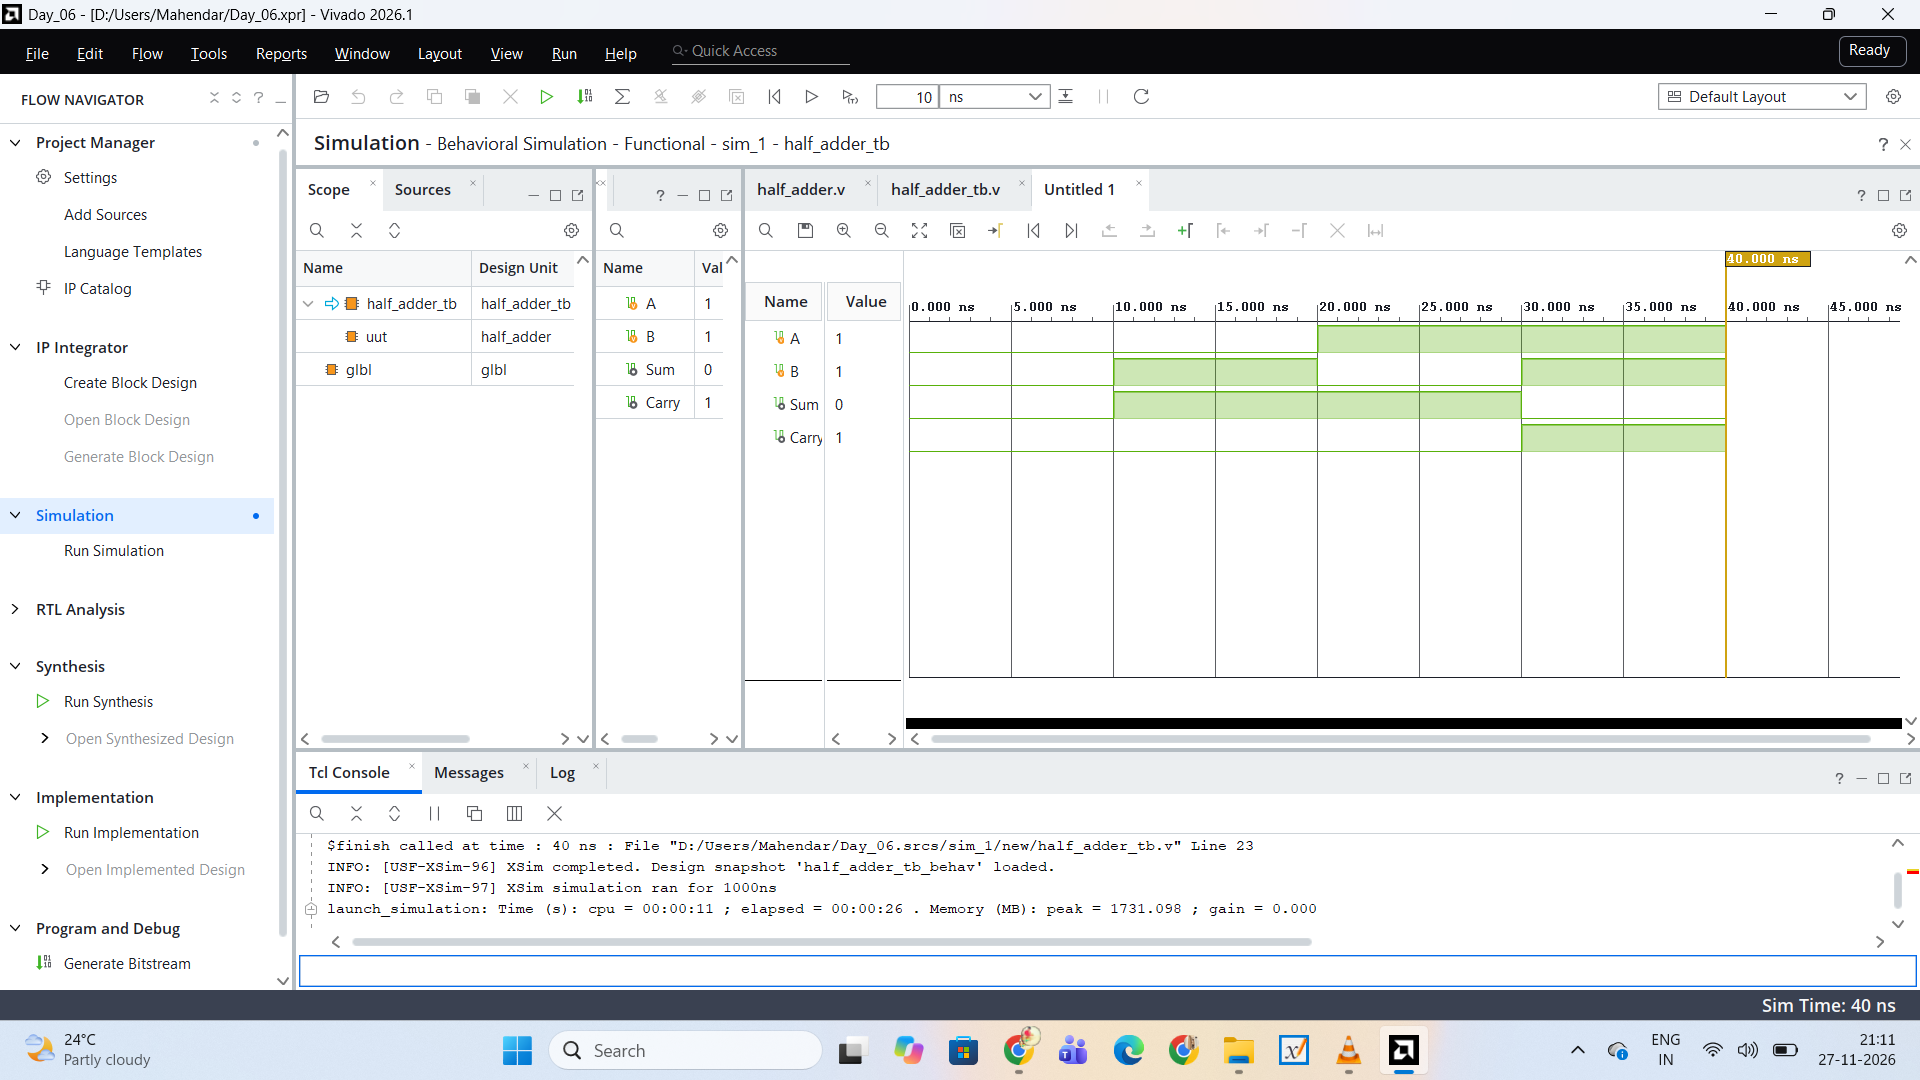 Day_06 - [D:/Users/Mahendar/Day_06.xpr] - Vivado 2026.1
File Edit Flow Tools Reports Window Layout View Run Help Quick Access Ready
FLOW NAVIGATOR ?
10 ns Default Layout
Simulation - Behavioral Simulation - Functional - sim_1 - half_adder_tb ?
Project Manager
Settings
Add Sources
Language Templates
IP Catalog
IP Integrator
Create Block Design
Open Block Design
Generate Block Design
Simulation
Run Simulation
RTL Analysis
Synthesis
Run Synthesis
Open Synthesized Design
Implementation
Run Implementation
Open Implemented Design
Program and Debug
Generate Bitstream
Scope Sources
Name Design Unit
half_adder_tb half_adder_tb
uut half_adder
glbl glbl
?
Name Val
A 1
B 1
Sum 0
Carry 1
half_adder.v half_adder_tb.v Untitled 1 ?
40.000 ns
Name Value
0.000 ns 5.000 ns 10.000 ns 15.000 ns 20.000 ns 25.000 ns 30.000 ns 35.000 ns 40.000 ns 45.000 ns
A 1
B 1
Sum 0
Carry 1
Tcl Console Messages Log ?
$finish called at time : 40 ns : File "D:/Users/Mahendar/Day_06.srcs/sim_1/new/half_adder_tb.v" Line 23
INFO: [USF-XSim-96] XSim completed. Design snapshot 'half_adder_tb_behav' loaded.
INFO: [USF-XSim-97] XSim simulation ran for 1000ns
launch_simulation: Time (s): cpu = 00:00:11 ; elapsed = 00:00:26 . Memory (MB): peak = 1731.098 ; gain = 0.000
Sim Time: 40 ns
24°C
Partly cloudy
Search
ENG
IN
21:11
27-11-2026